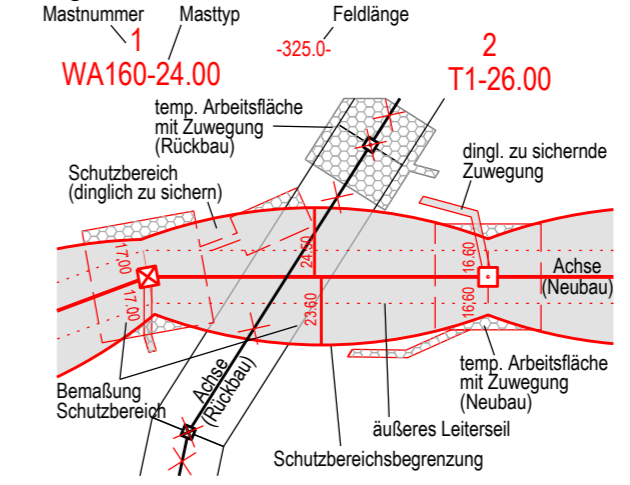 Mastnummer Masttyp Feldlänge
1
-325.0-
2
WA160-24.00
T1-26.00
temp. Arbeitsfläche
mit Zuwegung
(Rückbau)
dingl. zu sichernde
Zuwegung
Schutzbereich
(dinglich zu sichern)
17.00
24.50
16.60
Achse
(Neubau)
17.00
23.60
16.60
Achse
(Rückbau)
temp. Arbeitsfläche
mit Zuwegung
(Neubau)
Bemaßung
Schutzbereich
äußeres Leiterseil
Schutzbereichsbegrenzung